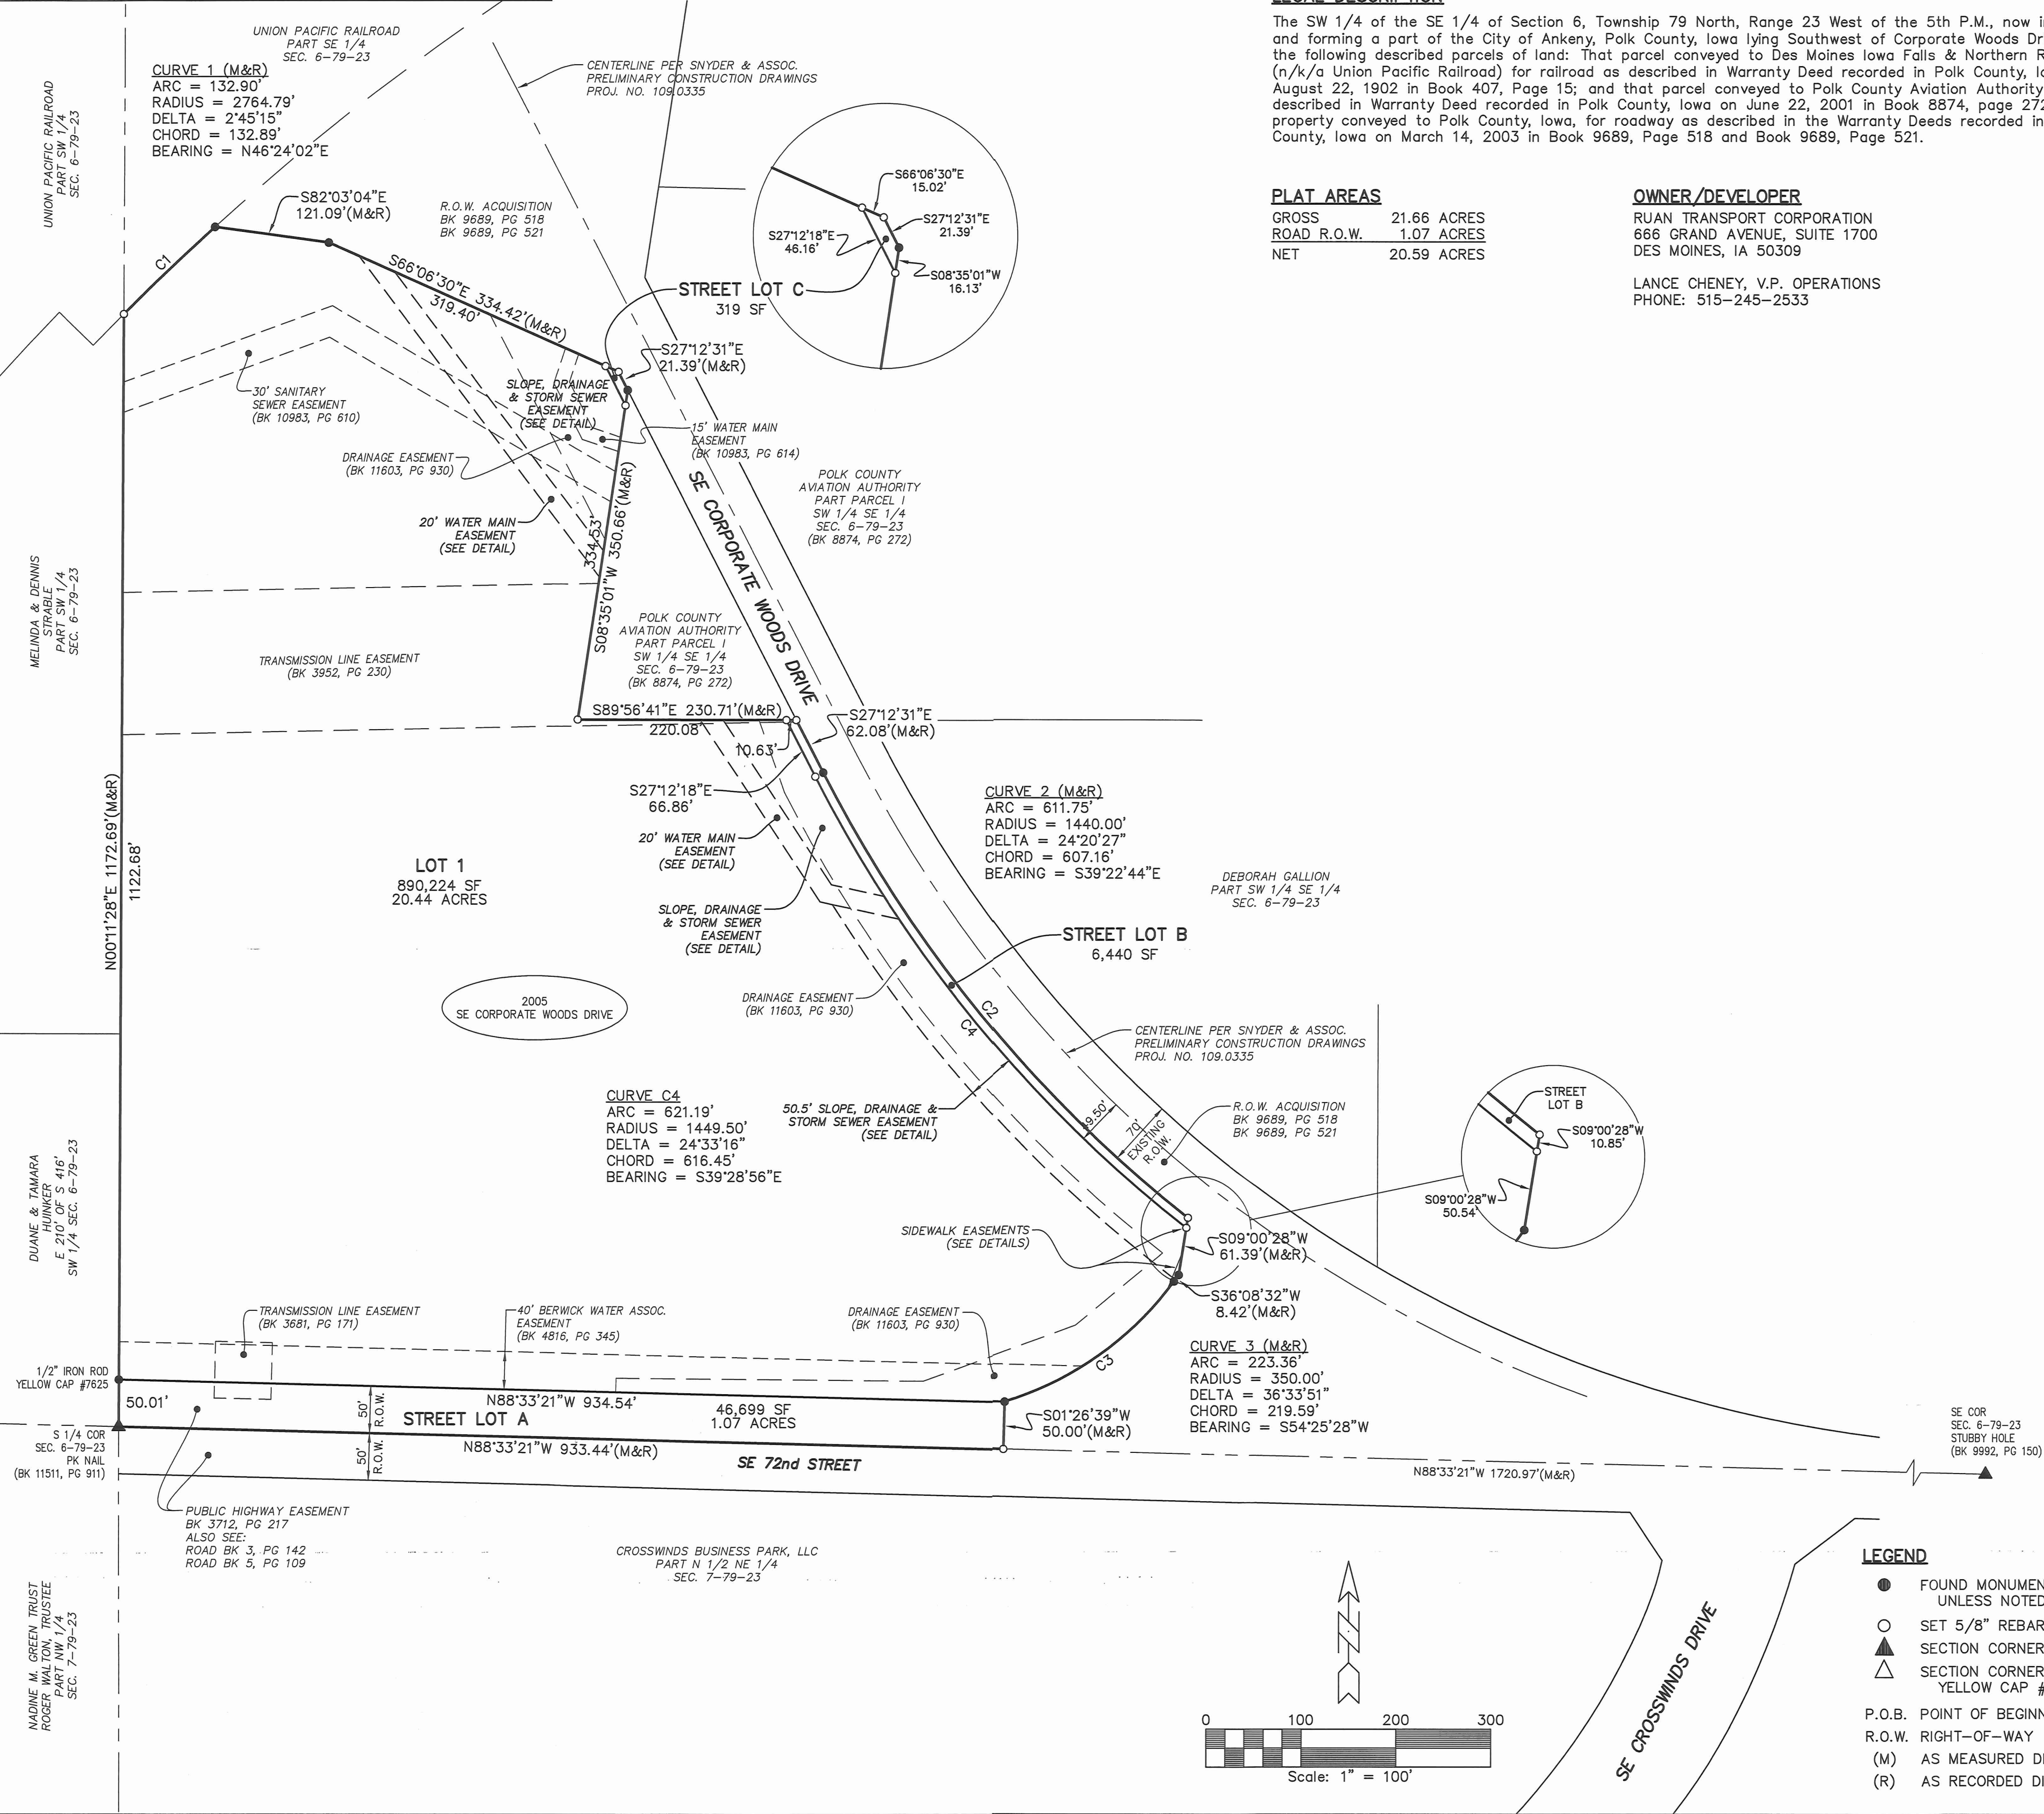 The SW 1/4 of the SE 1/4 of Section 6, Township 79 North, Range 23 West of the 5th P.M., now
and forming a part of the City of Ankeny, Polk County, Iowa lying Southwest of Corporate Woods
the following described parcels of land: That parcel conveyed to Des Moines Iowa Falls & Northern
(n/k/a Union Pacific Railroad) for railroad as described in Warranty Deed recorded in Polk County,
August 22, 1902 in Book 407, Page 15; and that parcel conveyed to Polk County Aviation Authority
described in Warranty Deed recorded in Polk County, Iowa on June 22, 2001 in Book 8874, page 272
property conveyed to Polk County, Iowa, for roadway as described in the Warranty Deeds recorded in
County, Iowa on March 14, 2003 in Book 9689, Page 518 and Book 9689, Page 521.
PLAT AREAS
GROSS 21.66 ACRES
ROAD R.O.W. 1.07 ACRES
NET 20.59 ACRES
OWNER/DEVELOPER
RUAN TRANSPORT CORPORATION
666 GRAND AVENUE, SUITE 1700
DES MOINES, IA 50309
LANCE CHENEY, V.P. OPERATIONS
PHONE: 515-245-2533
UNION PACIFIC RAILROAD
PART SE 1/4
SEC. 6-79-23
CURVE 1 (M&R)
ARC = 132.90'
RADIUS = 2764.79'
DELTA = 2°45'15"
CHORD = 132.89'
BEARING = N46°24'02"E
UNION PACIFIC RAILROAD
PART SW 1/4
SEC. 6-79-23
CENTERLINE PER SNYDER & ASSOC.
PRELIMINARY CONSTRUCTION DRAWINGS
PROJ. NO. 109.0335
S82°03'04"E
121.09'(M&R)
R.O.W. ACQUISITION
BK 9689, PG 518
BK 9689, PG 521
C1
S66°06'30"E 334.42'(M&R)
319.40'
S66°06'30"E
15.02'
S27°12'31"E
21.39'
S27°12'18"E
46.16'
S08°35'01"W
16.13'
STREET LOT C
319 SF
S27°12'31"E
21.39'(M&R)
30' SANITARY
SEWER EASEMENT
(BK 10983, PG 610)
SLOPE, DRAINAGE
& STORM SEWER
EASEMENT
(SEE DETAIL)
15' WATER MAIN
EASEMENT
(BK 10983, PG 614)
DRAINAGE EASEMENT
(BK 11603, PG 930)
20' WATER MAIN
EASEMENT
(SEE DETAIL)
334.53'
S08°35'01"W 350.66'(M&R)
SE CORPORATE WOODS DRIVE
POLK COUNTY
AVIATION AUTHORITY
PART PARCEL I
SW 1/4 SE 1/4
SEC. 6-79-23
(BK 8874, PG 272)
MELINDA & DENNIS
STRABLE
PART SW 1/4
SEC. 6-79-23
TRANSMISSION LINE EASEMENT
(BK 3952, PG 230)
POLK COUNTY
AVIATION AUTHORITY
PART PARCEL I
SW 1/4 SE 1/4
SEC. 6-79-23
(BK 8874, PG 272)
S89°56'41"E 230.71'(M&R)
220.08'
10.63'
S27°12'31"E
62.08'(M&R)
S27°12'18"E
66.86'
N00°11'28"E 1172.69'(M&R)
1122.68'
20' WATER MAIN
EASEMENT
(SEE DETAIL)
CURVE 2 (M&R)
ARC = 611.75'
RADIUS = 1440.00'
DELTA = 24°20'27"
CHORD = 607.16'
BEARING = S39°22'44"E
LOT 1
890,224 SF
20.44 ACRES
DEBORAH GALLION
PART SW 1/4 SE 1/4
SEC. 6-79-23
SLOPE, DRAINAGE
& STORM SEWER
EASEMENT
(SEE DETAIL)
STREET LOT B
6,440 SF
2005
SE CORPORATE WOODS DRIVE
DRAINAGE EASEMENT
(BK 11603, PG 930)
C2
C4
CENTERLINE PER SNYDER & ASSOC.
PRELIMINARY CONSTRUCTION DRAWINGS
PROJ. NO. 109.0335
CURVE C4
ARC = 621.19'
RADIUS = 1449.50'
DELTA = 24°33'16"
CHORD = 616.45'
BEARING = S39°28'56"E
50.5' SLOPE, DRAINAGE &
STORM SEWER EASEMENT
(SEE DETAIL)
9.50'
70'
EXISTING
R.O.W.
R.O.W. ACQUISITION
BK 9689, PG 518
BK 9689, PG 521
STREET
LOT B
S09°00'28"W
10.85'
S09°00'28"W
50.54'
DUANE & TAMARA
HUINKER
E 210' OF S 416'
SW 1/4 SEC. 6-79-23
SIDEWALK EASEMENTS
(SEE DETAILS)
S09°00'28"W
61.39'(M&R)
S36°08'32"W
8.42'(M&R)
TRANSMISSION LINE EASEMENT
(BK 3681, PG 171)
40' BERWICK WATER ASSOC.
EASEMENT
(BK 4816, PG 345)
DRAINAGE EASEMENT
(BK 11603, PG 930)
CURVE 3 (M&R)
ARC = 223.36'
RADIUS = 350.00'
DELTA = 36°33'51"
CHORD = 219.59'
BEARING = S54°25'28"W
C3
1/2" IRON ROD
YELLOW CAP #7625
50.01'
50'
R.O.W.
N88°33'21"W 934.54'
STREET LOT A
46,699 SF
1.07 ACRES
S01°26'39"W
50.00'(M&R)
S 1/4 COR
SEC. 6-79-23
PK NAIL
(BK 11511, PG 911)
50'
R.O.W.
N88°33'21"W 933.44'(M&R)
SE 72nd STREET
N88°33'21"W 1720.97'(M&R)
SE COR
SEC. 6-79-23
STUBBY HOLE
(BK 9992, PG 150)
PUBLIC HIGHWAY EASEMENT
BK 3712, PG 217
ALSO SEE:
ROAD BK 3, PG 142
ROAD BK 5, PG 109
CROSSWINDS BUSINESS PARK, LLC
PART N 1/2 NE 1/4
SEC. 7-79-23
NADINE M. GREEN TRUST
ROGER WALTON, TRUSTEE
PART NW 1/4
SEC. 7-79-23
0 100 200 300
Scale: 1" = 100'
SE CROSSWINDS DRIVE
LEGEND
FOUND
UNLESS NOTED
SET 5/8" REBAR
SECTION CORNER
SECTION CORNER
YELLOW CAP #
P.O.B. POINT OF
R.O.W. RIGHT-OF-WAY
(M) AS MEASURED
(R) AS RECORDED